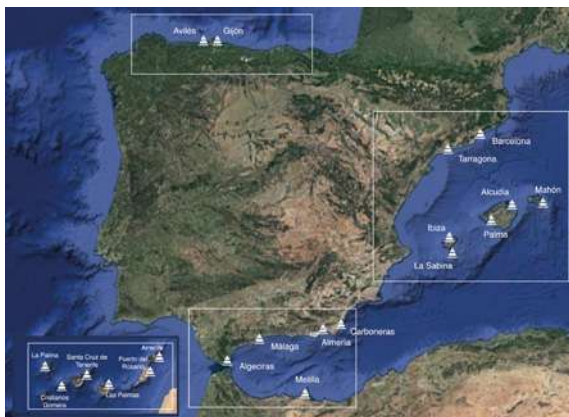 Avilés Gijón
Barcelona
Tarragona
Alcudia
Mahón
Ibiza
Palma
La Sabina
Carboneras
Almería
Málaga
Algeciras
Melilla
Arrecife
La Palma
Santa Cruz de
Tenerife
Puerto del
Rosario
Las Palmas
Cristianos
Gomera